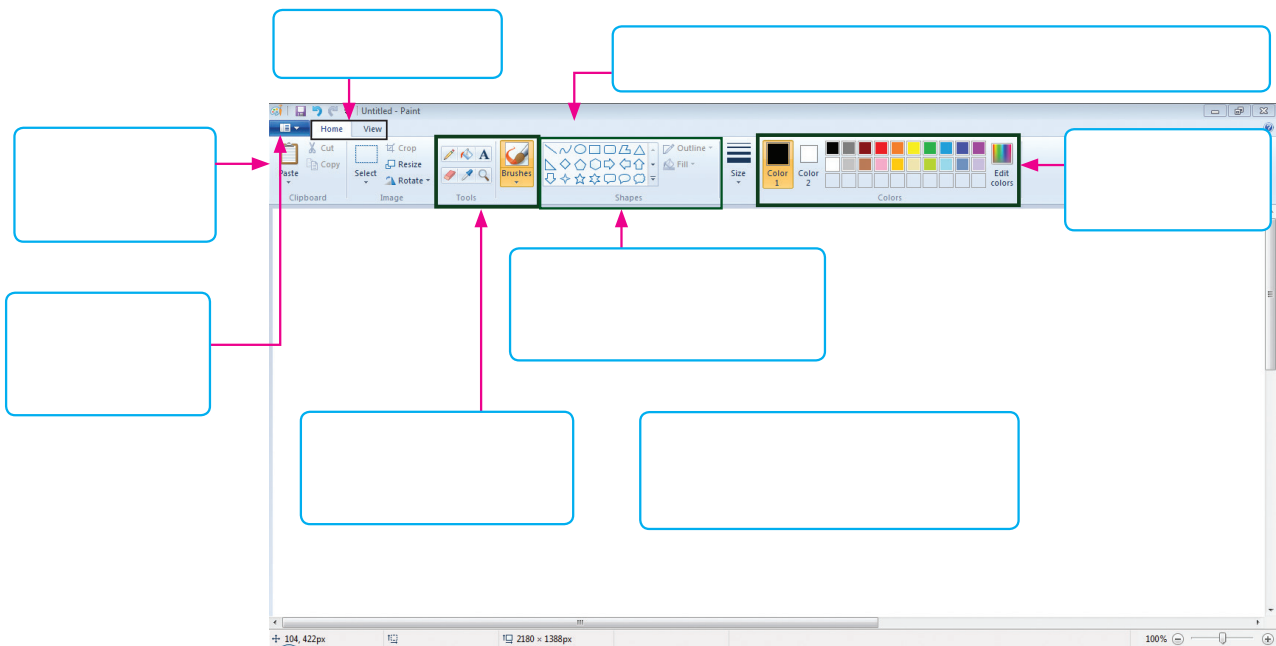 Untitled - Paint
Home View
Paste
Cut
Copy
Clipboard
Select
Crop
Resize
Rotate
Image
A
Tools
Brushes
Outline
Fill
Shapes
Size
Color 1
Color 2
Edit colors
Colors
104, 422px
2180 × 1388px
100%